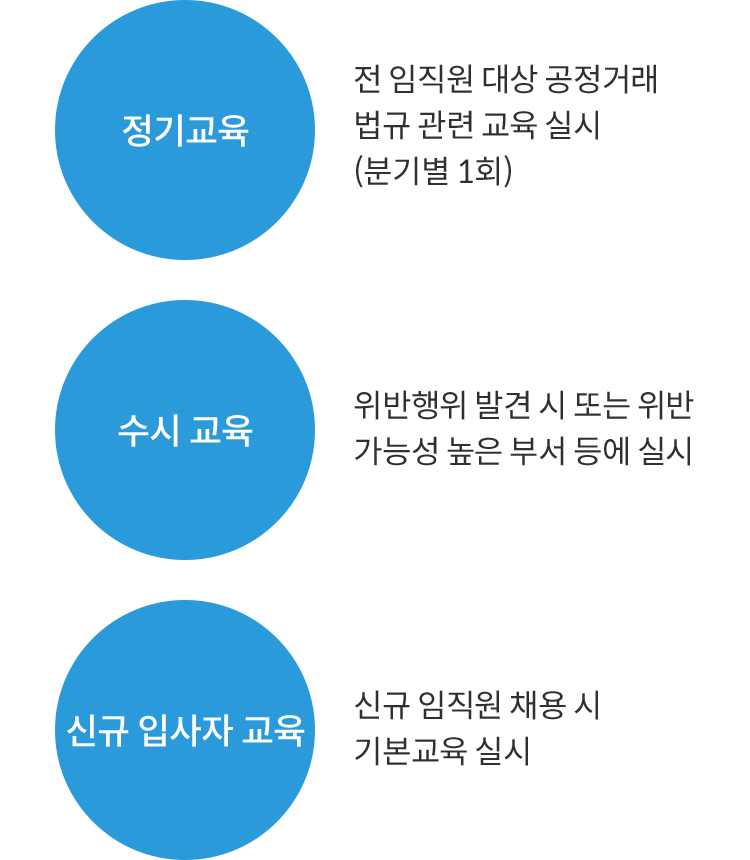 정기교육
전 임직원 대상 공정거래
법규 관련 교육 실시
(분기별 1회)
수시 교육
위반행위 발견 시 또는 위반
가능성 높은 부서 등에 실시
신규 입사자 교육
신규 임직원 채용 시
기본교육 실시